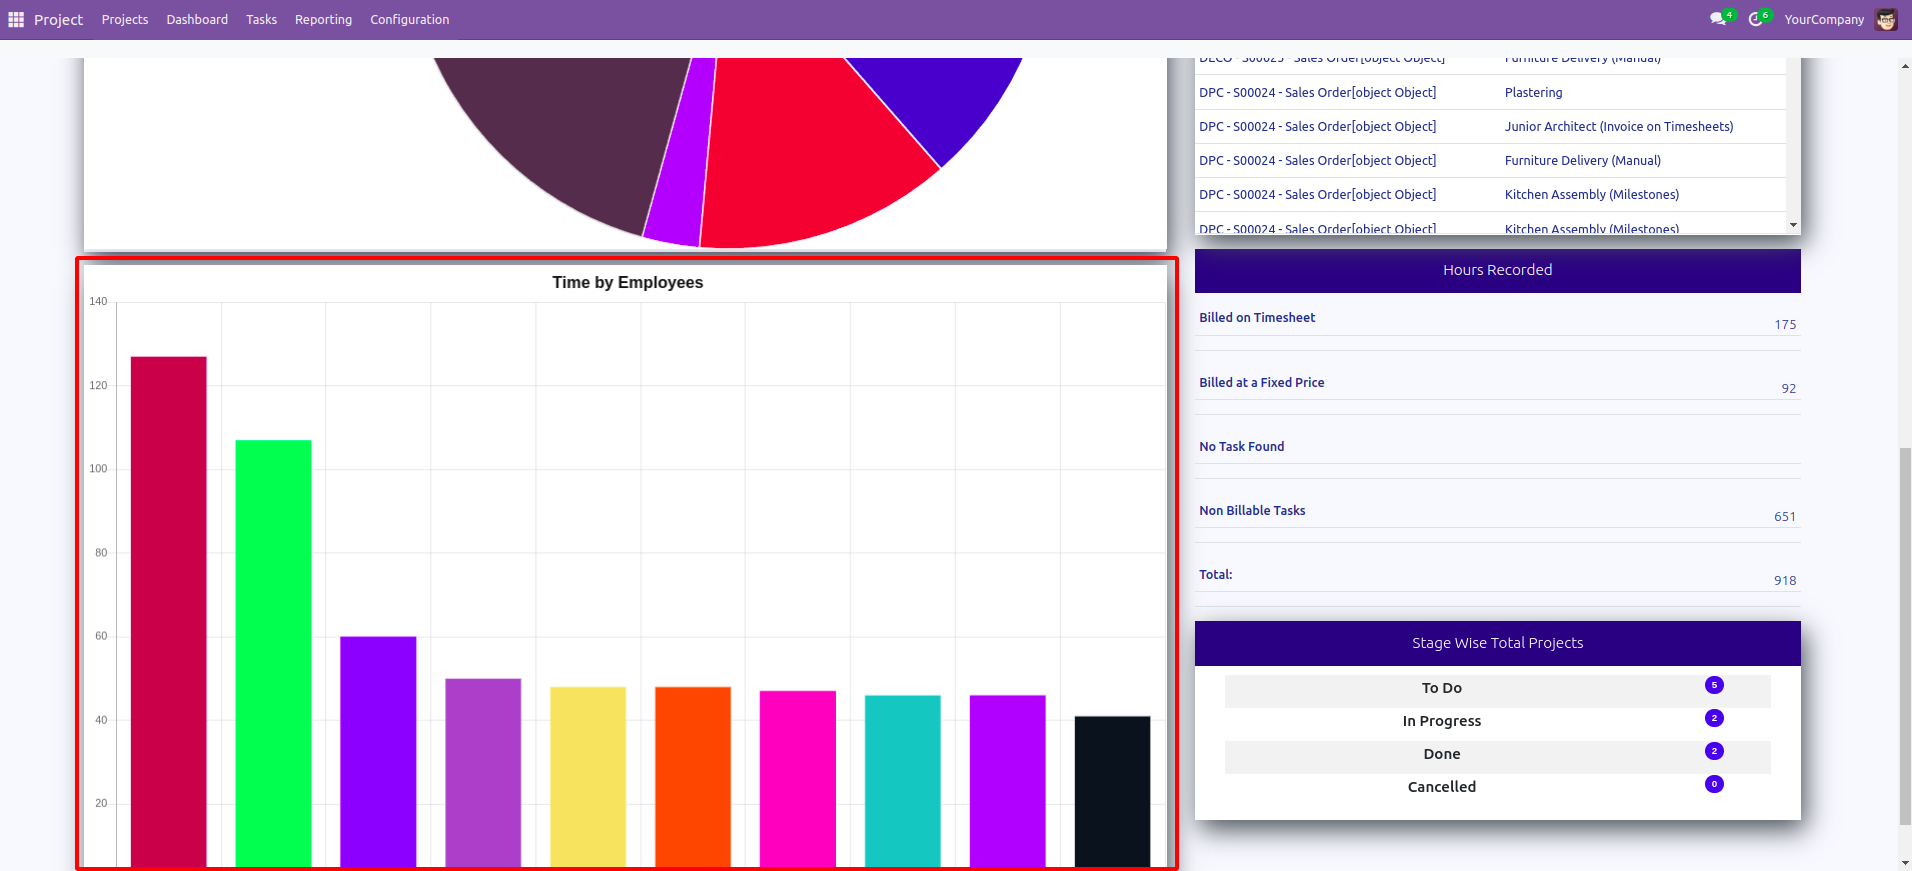 Project Projects Dashboard Tasks Reporting Configuration 4 6 YourCompany
DECO - S00025 - Sales Order[object Object] Furniture Delivery (Manual)
DPC - S00024 - Sales Order[object Object] Plastering
DPC - S00024 - Sales Order[object Object] Junior Architect (Invoice on Timesheets)
DPC - S00024 - Sales Order[object Object] Furniture Delivery (Manual)
DPC - S00024 - Sales Order[object Object] Kitchen Assembly (Milestones)
DPC - S00024 - Sales Order[object Object] Kitchen Assembly (Milestones)
Time by Employees
140
120
100
80
60
40
20
Hours Recorded
Billed on Timesheet 175
Billed at a Fixed Price 92
No Task Found
Non Billable Tasks 651
Total: 918
Stage Wise Total Projects
To Do 5
In Progress 2
Done 2
Cancelled 0